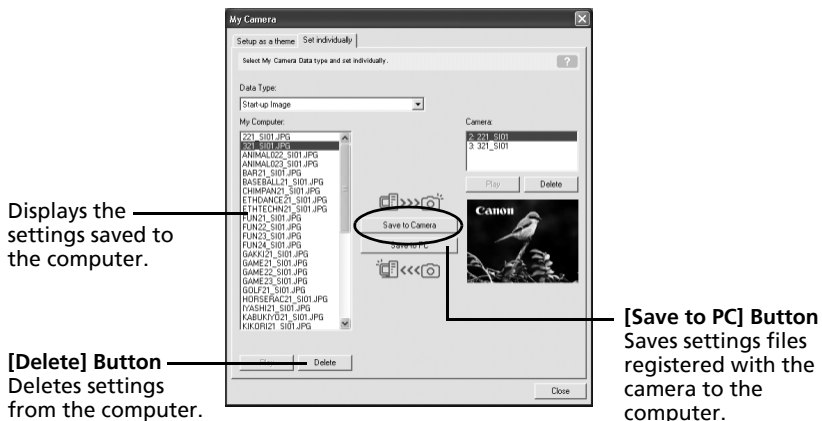 My Camera
Setup as a theme Set individually
Select My Camera Data type and set individually.
?
Data Type:
Start-up Image
My Computer:
221_SI01.JPG
321_SI01.JPG
ANIMAL022_SI01.JPG
ANIMAL023_SI01.JPG
BAR21_SI01.JPG
BASEBALL21_SI01.JPG
CHIMPAN21_SI01.JPG
ETHDANCE21_SI01.JPG
ETHTECHN21_SI01.JPG
FUN21_SI01.JPG
FUN22_SI01.JPG
FUN23_SI01.JPG
FUN24_SI01.JPG
GAKKI21_SI01.JPG
GAME21_SI01.JPG
GAME22_SI01.JPG
GAME23_SI01.JPG
GOLF21_SI01.JPG
HORSERAC21_SI01.JPG
IYASHI21_SI01.JPG
KABUKIYO21_SI01.JPG
KIKORI21_SI01.JPG
Save to Camera
Save to PC
Camera:
2: 221_SI01
3: 321_SI01
Play Delete
Canon
Play Delete
Close
Displays the
settings saved to
the computer.
[Delete] Button
Deletes settings
from the computer.
[Save to PC] Button
Saves settings files
registered with the
camera to the
computer.